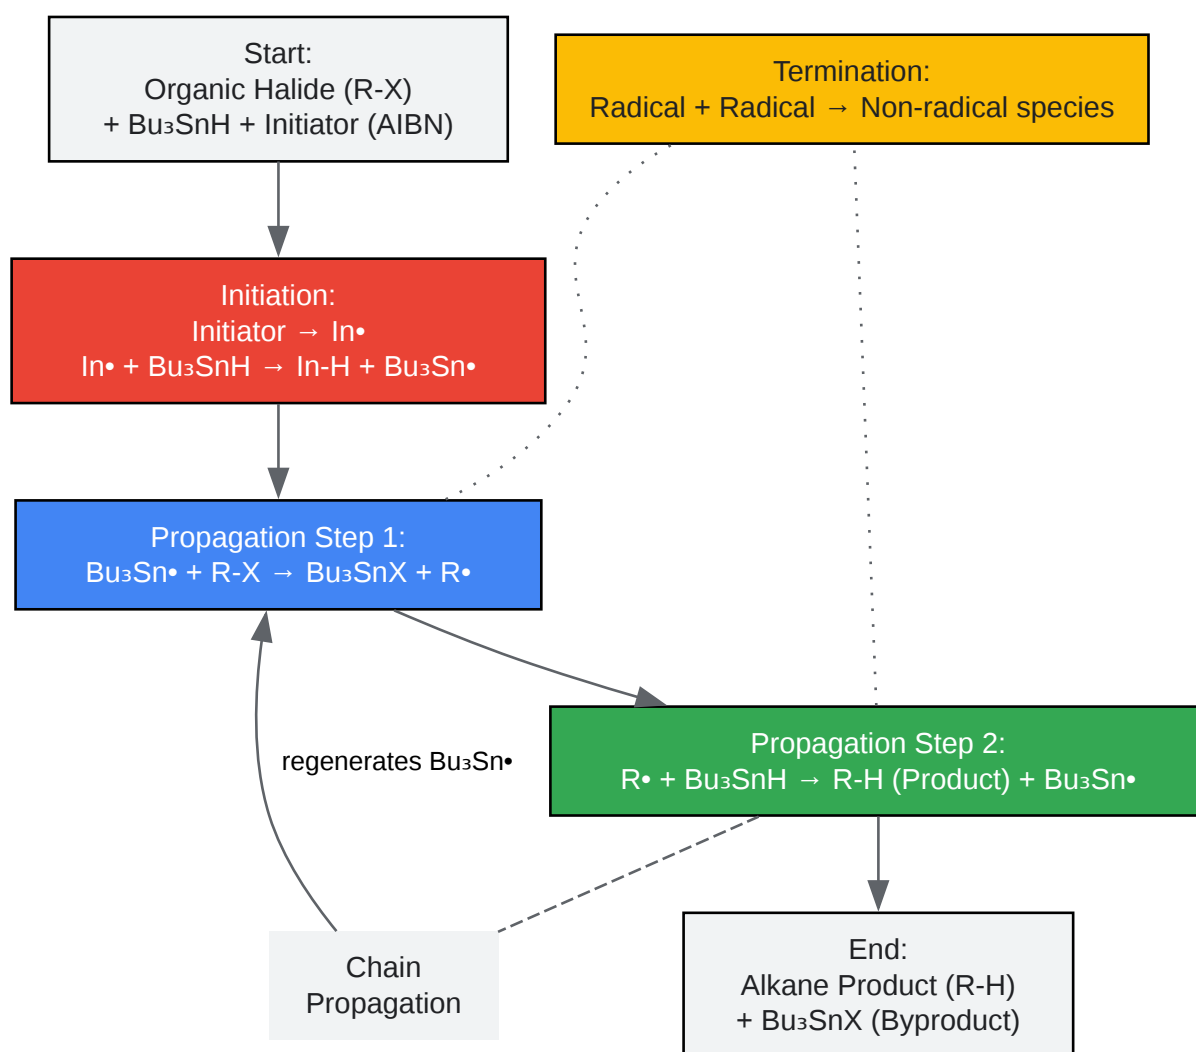 Start:
Organic Halide (R-X)
+ Bu₃SnH + Initiator (AIBN)
Termination:
Radical + Radical → Non-radical species
Initiation:
Initiator → In•
In• + Bu₃SnH → In-H + Bu₃Sn•
Propagation Step 1:
Bu₃Sn• + R-X → Bu₃SnX + R•
regenerates Bu₃Sn•
Propagation Step 2:
R• + Bu₃SnH → R-H (Product) + Bu₃Sn•
Chain
Propagation
End:
Alkane Product (R-H)
+ Bu₃SnX (Byproduct)